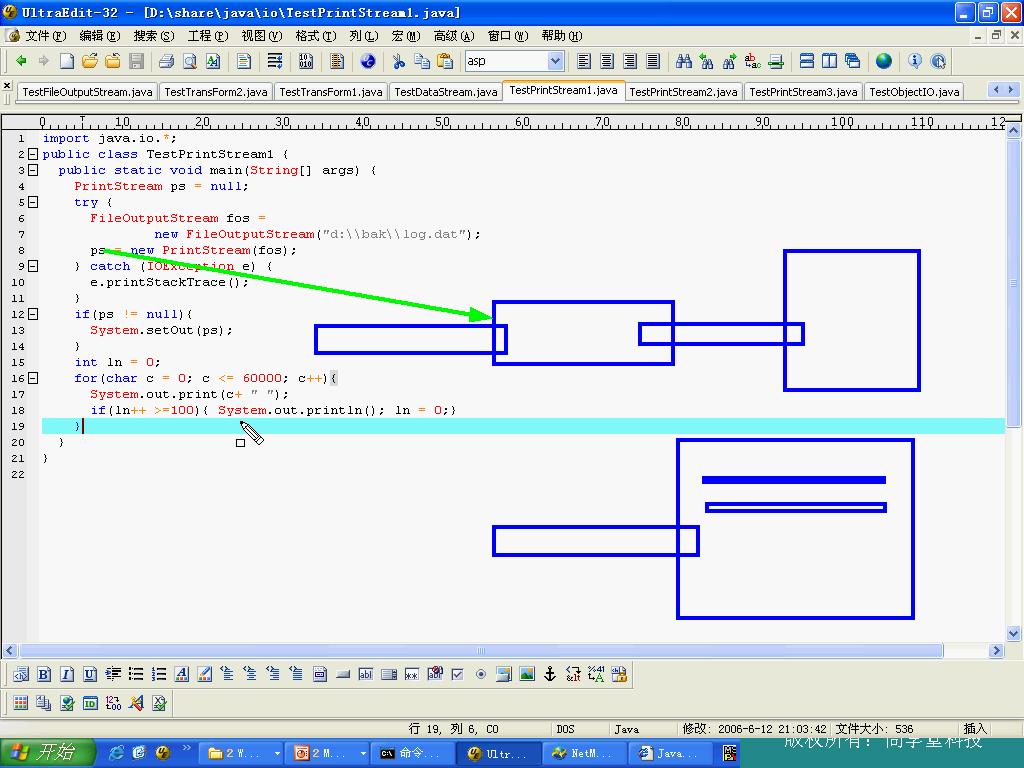 UltraEdit-32 - [D:\share\java\io\TestPrintStream1.java]
文件(F) 编辑(E) 搜索(S) 工程(P) 视图(V) 格式(T) 列(L) 宏(M) 高级(A) 窗口(W) 帮助(H)
asp
TestFileOutputStream.java TestTransForm2.java TestTransForm1.java TestDataStream.java TestPrintStream1.java TestPrintStream2.java TestPrintStream3.java TestObjectIO.java
0 10 20 30 40 50 60 70 80 90 100 110 12
1 import java.io.*;
2 public class TestPrintStream1 {
3 public static void main(String[] args) {
4 PrintStream ps = null;
5 try {
6 FileOutputStream fos =
7 new FileOutputStream("d:\\bak\\log.dat");
8 ps = new PrintStream(fos);
9 } catch (IOException e) {
10 e.printStackTrace();
11 }
12 if(ps != null){
13 System.setOut(ps);
14 }
15 int ln = 0;
16 for(char c = 0; c <= 60000; c++){
17 System.out.print(c+ " ");
18 if(ln++ >=100){ System.out.println(); ln = 0;}
19 }
20 }
21 }
22
行 19, 列 6, C0 DOS Java 修改: 2006-6-12 21:03:42 文件大小: 536 插入
版权所有: 尚学堂科技
开始 2 W... 2 M... 命令... Ultr... NetM... Java...